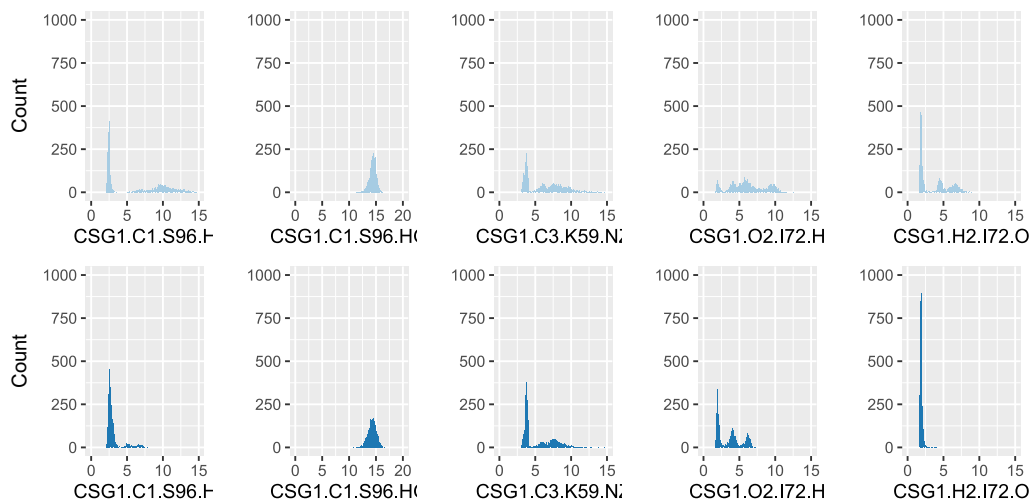 1000 1000 1000 1000 1000
750 750 750 750 750
Count
500 500 500 500 500
250 250 250 250 250
0 0 0 0 0
0 5 10 15 0 5 10 15 20 0 5 10 15 0 5 10 15 0 5 10 15
CSG1.C1.S96.H CSG1.C1.S96.HG CSG1.C3.K59.NZ CSG1.O2.I72.H CSG1.H2.I72.O
1000 1000 1000 1000 1000
750 750 750 750 750
Count
500 500 500 500 500
250 250 250 250 250
0 0 0 0 0
0 5 10 15 0 5 10 15 20 0 5 10 15 0 5 10 15 0 5 10 15
CSG1.C1.S96.H CSG1.C1.S96.HG CSG1.C3.K59.NZ CSG1.O2.I72.H CSG1.H2.I72.O